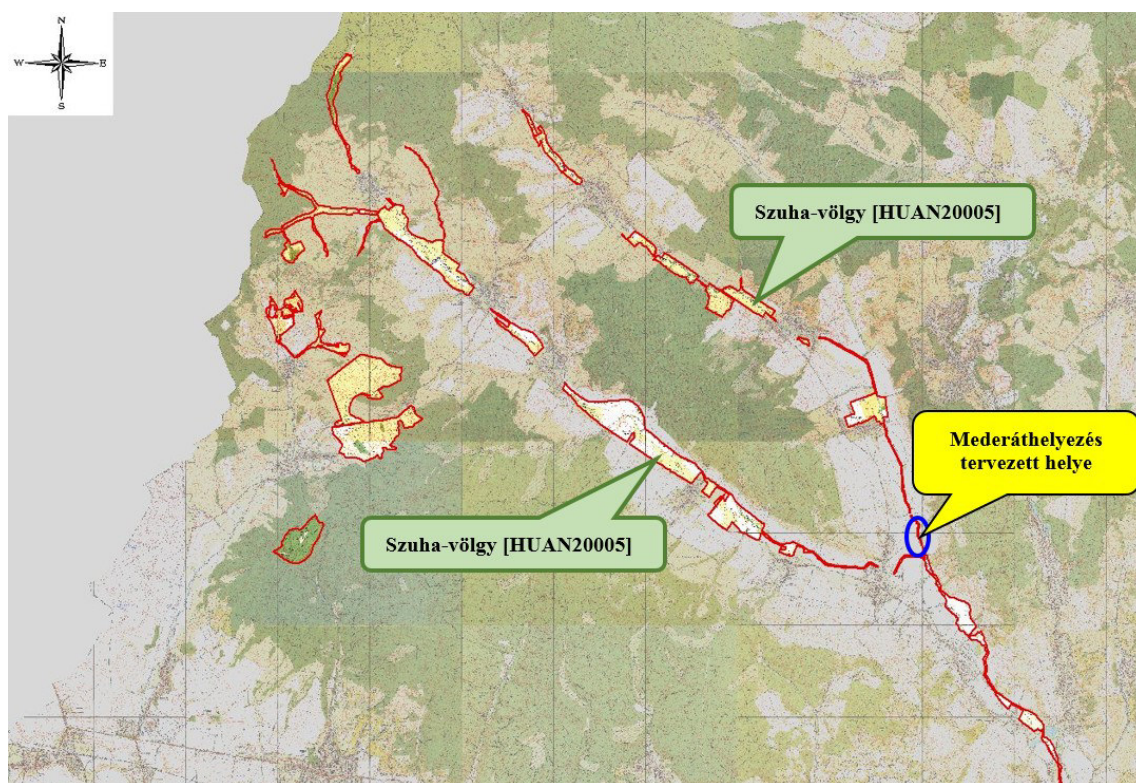 N
W E
S
Szuha-völgy [HUAN20005]
Mederáthelyezés
tervezett helye
Szuha-völgy [HUAN20005]